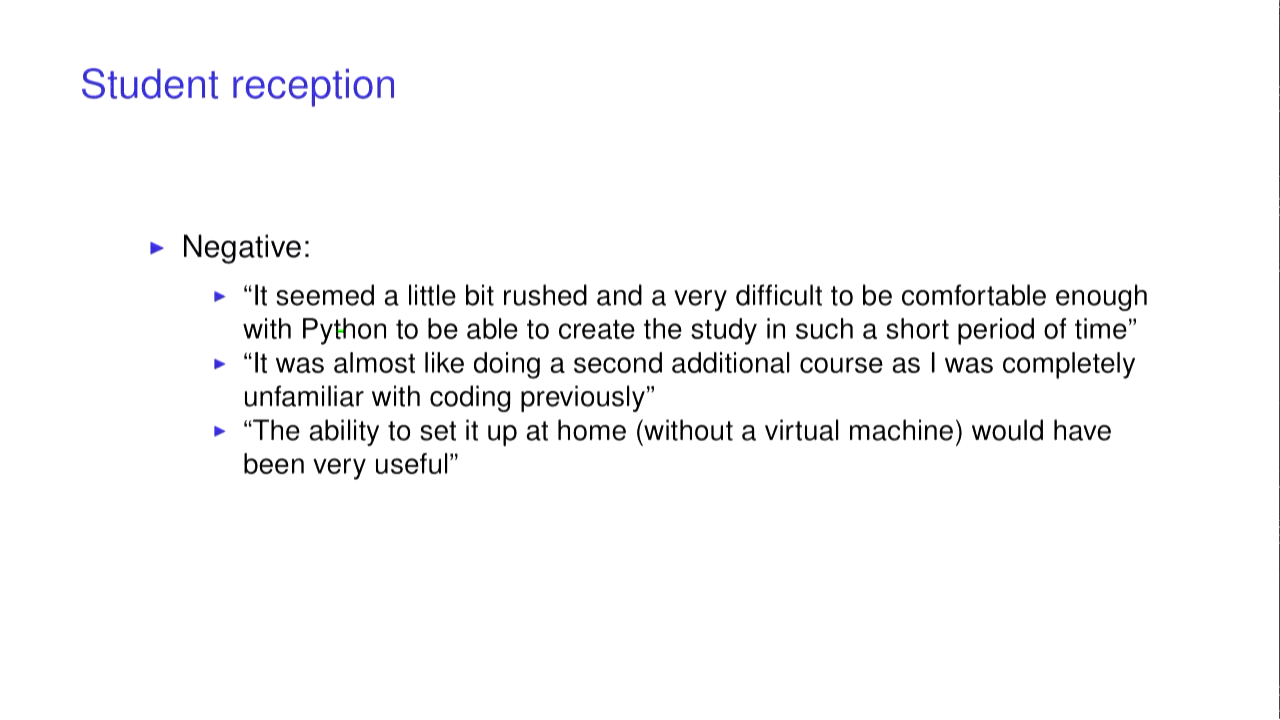 Student reception
▶ Negative:
▶ “It seemed a little bit rushed and a very difficult to be comfortable enough
with Python to be able to create the study in such a short period of time”
▶ “It was almost like doing a second additional course as I was completely
unfamiliar with coding previously”
▶ “The ability to set it up at home (without a virtual machine) would have
been very useful”